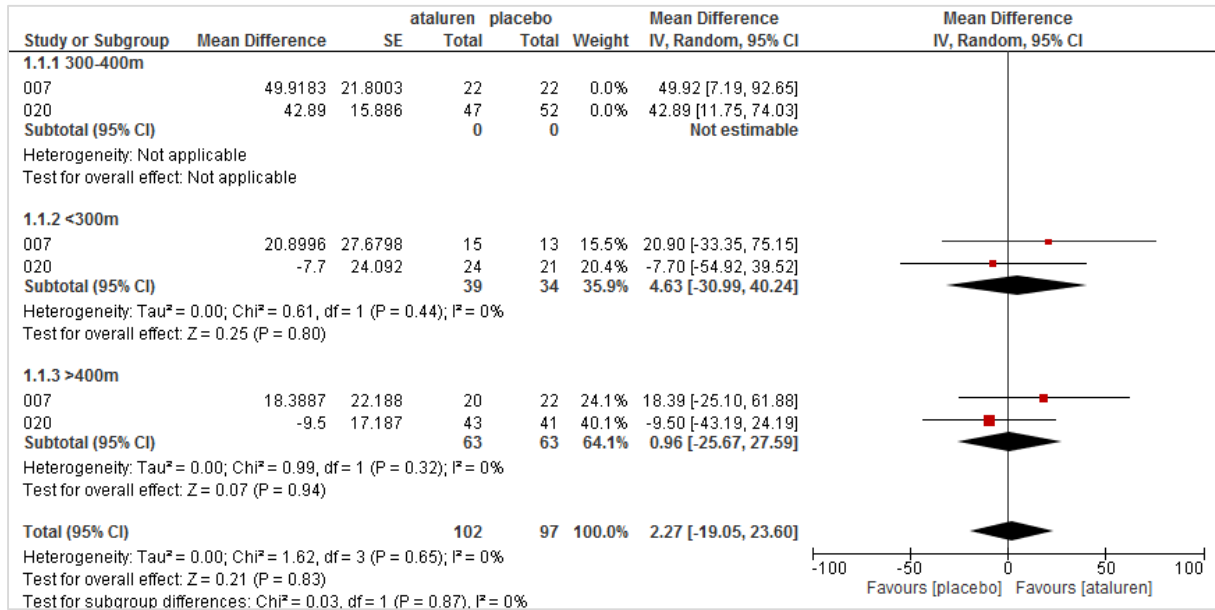 ataluren placebo Mean Difference Mean Difference
Study or Subgroup Mean Difference SE Total Total Weight IV, Random, 95% CI IV, Random, 95% CI
1.1.1 300-400m
007 49.9183 21.8003 22 22 0.0% 49.92 [7.19, 92.65]
020 42.89 15.886 47 52 0.0% 42.89 [11.75, 74.03]
Subtotal (95% CI) 0 0 Not estimable
Heterogeneity: Not applicable
Test for overall effect: Not applicable
1.1.2 <300m
007 20.8996 27.6798 15 13 15.5% 20.90 [-33.35, 75.15]
020 -7.7 24.092 24 21 20.4% -7.70 [-54.92, 39.52]
Subtotal (95% CI) 39 34 35.9% 4.63 [-30.99, 40.24]
Heterogeneity: Tau² = 0.00; Chi² = 0.61, df = 1 (P = 0.44); I² = 0%
Test for overall effect: Z = 0.25 (P = 0.80)
1.1.3 >400m
007 18.3887 22.188 20 22 24.1% 18.39 [-25.10, 61.88]
020 -9.5 17.187 43 41 40.1% -9.50 [-43.19, 24.19]
Subtotal (95% CI) 63 63 64.1% 0.96 [-25.67, 27.59]
Heterogeneity: Tau² = 0.00; Chi² = 0.99, df = 1 (P = 0.32); I² = 0%
Test for overall effect: Z = 0.07 (P = 0.94)
Total (95% CI) 102 97 100.0% 2.27 [-19.05, 23.60]
Heterogeneity: Tau² = 0.00; Chi² = 1.62, df = 3 (P = 0.65); I² = 0%
Test for overall effect: Z = 0.21 (P = 0.83)
Test for subgroup differences: Chi² = 0.03, df = 1 (P = 0.87), I² = 0%
-100 -50 0 50 100
Favours [placebo] Favours [ataluren]